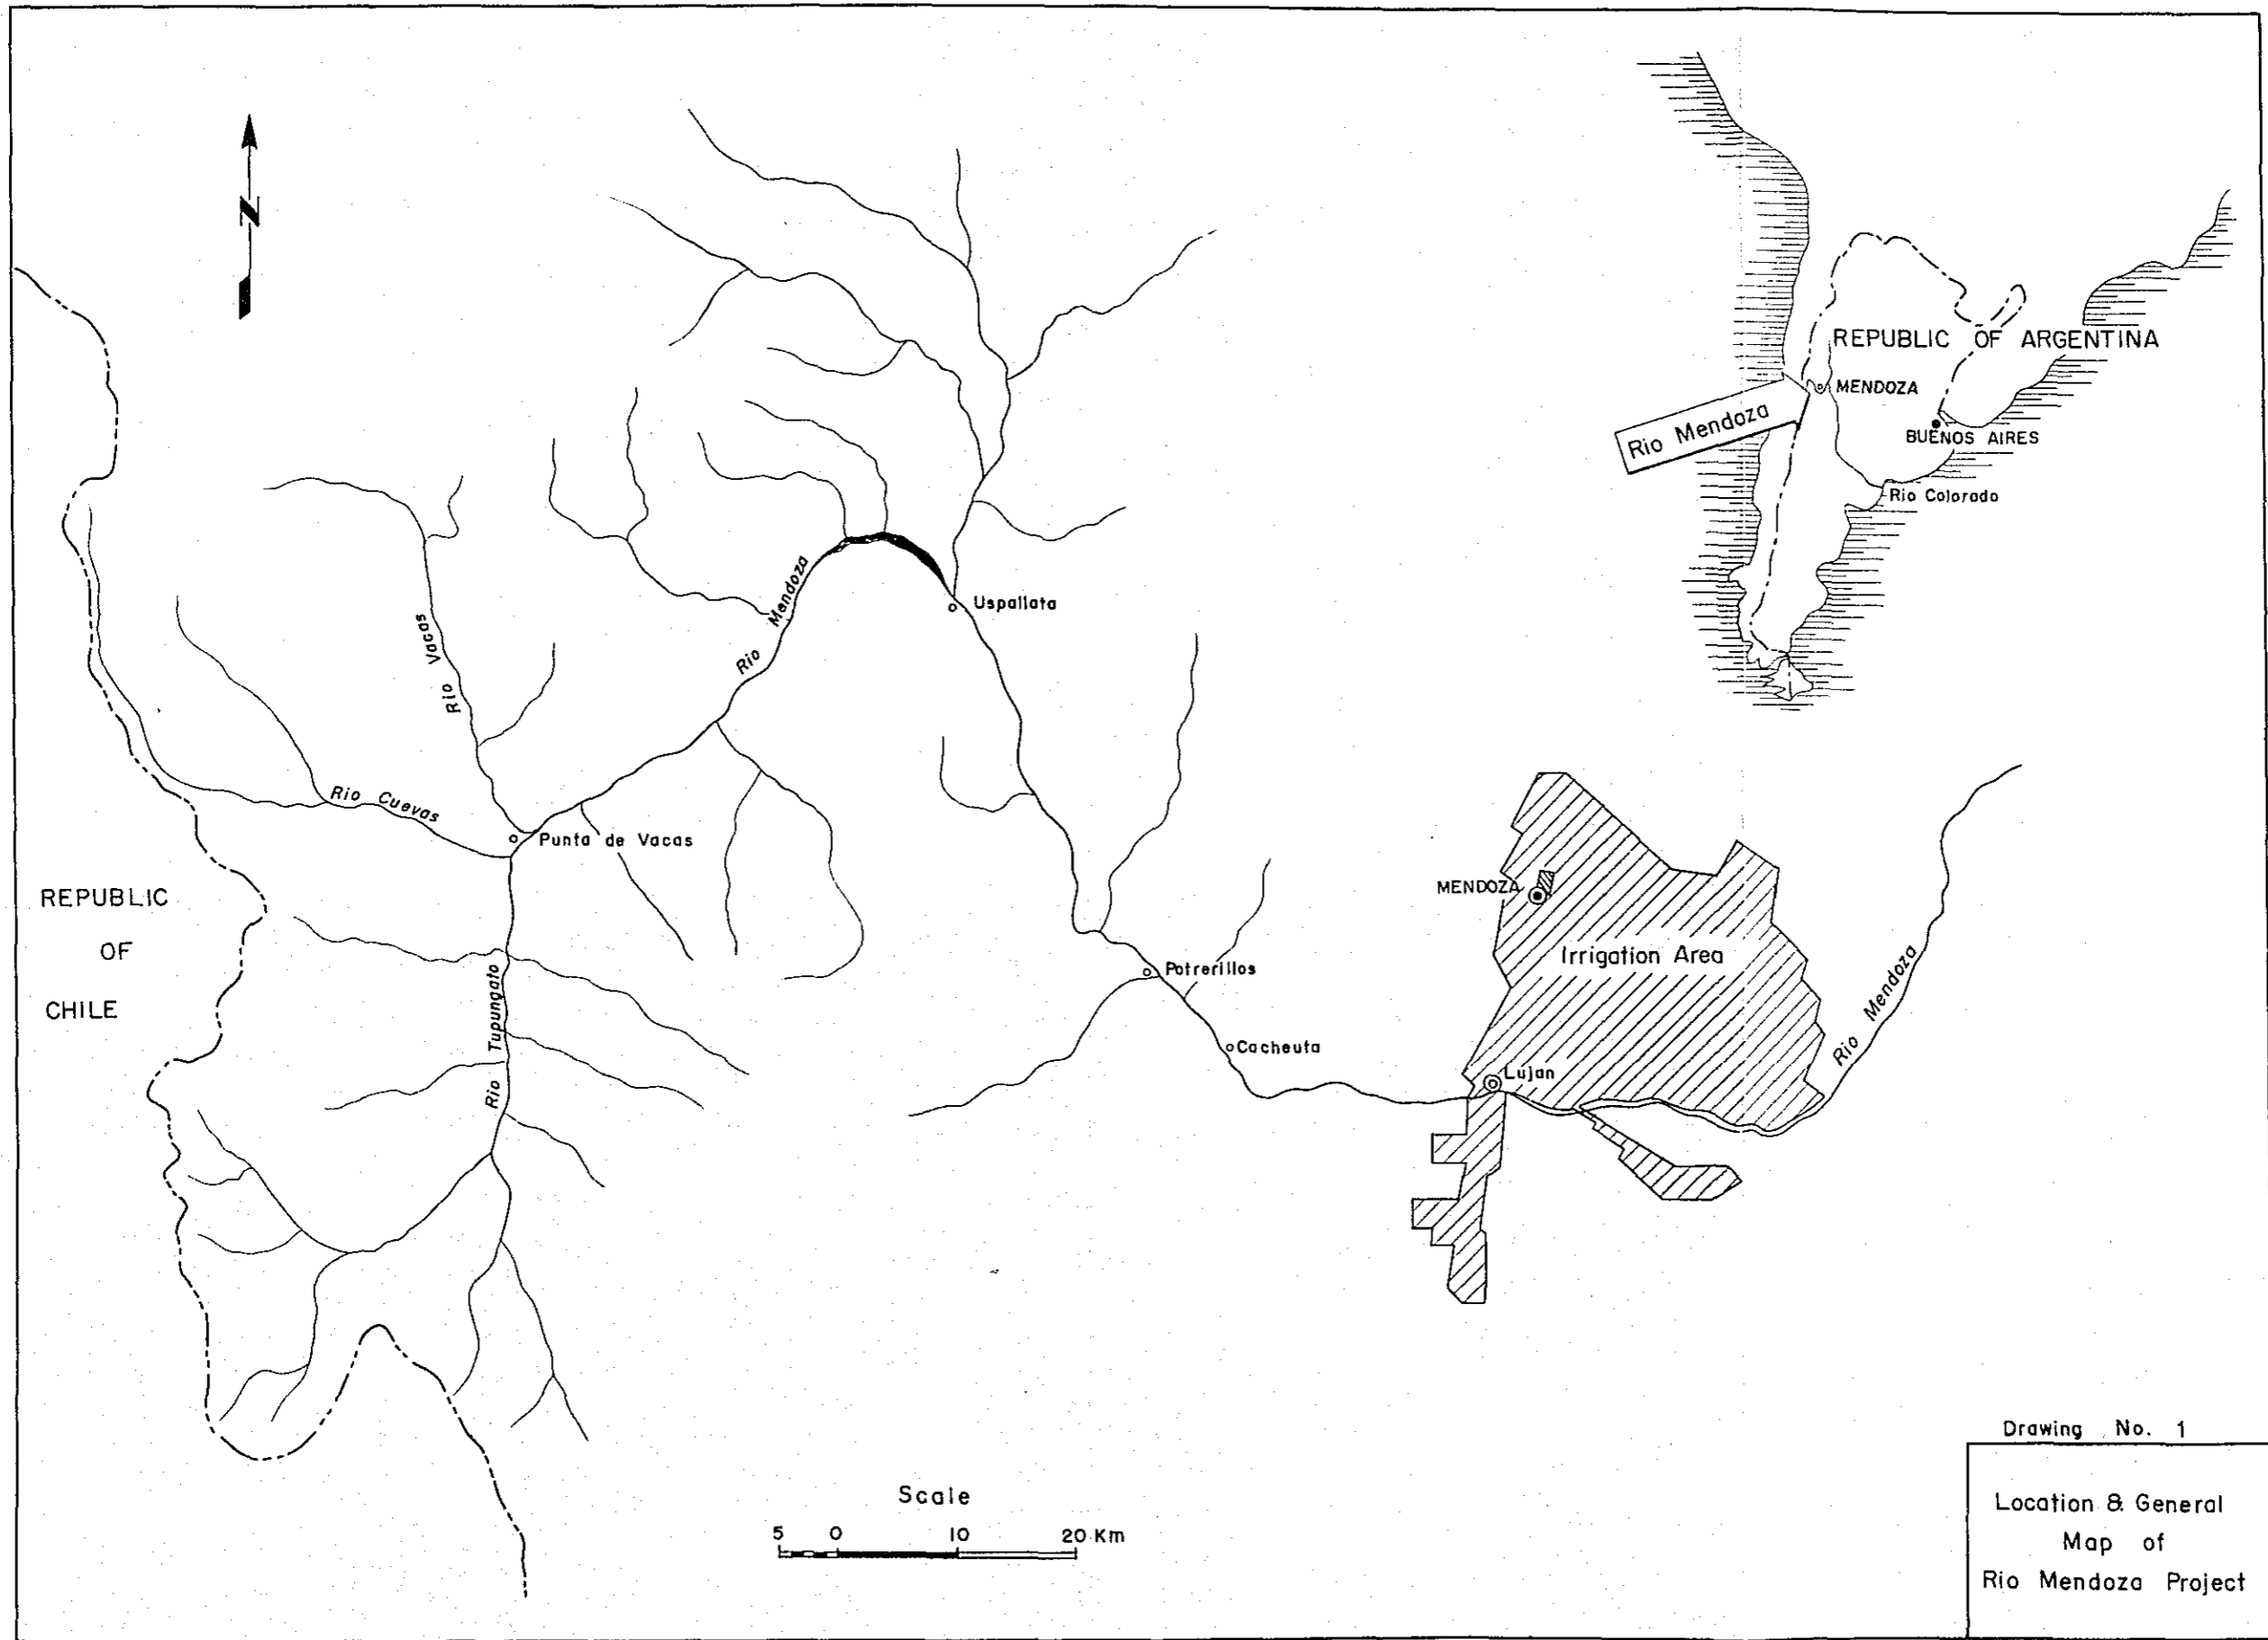 N
REPUBLIC OF ARGENTINA
MENDOZA
Rio Mendoza
BUENOS AIRES
Rio Colorado
Rio Mendoza
Uspallata
Rio Vacas
Rio Cuevas
Punta de Vacas
REPUBLIC
OF
CHILE
MENDOZA
Irrigation Area
Rio Mendoza
Potrerillos
Rio Tupungato
Cacheuta
Lujan
Drawing No. 1
Location & General
Map of
Rio Mendoza Project
Scale
5 0 10 20 Km